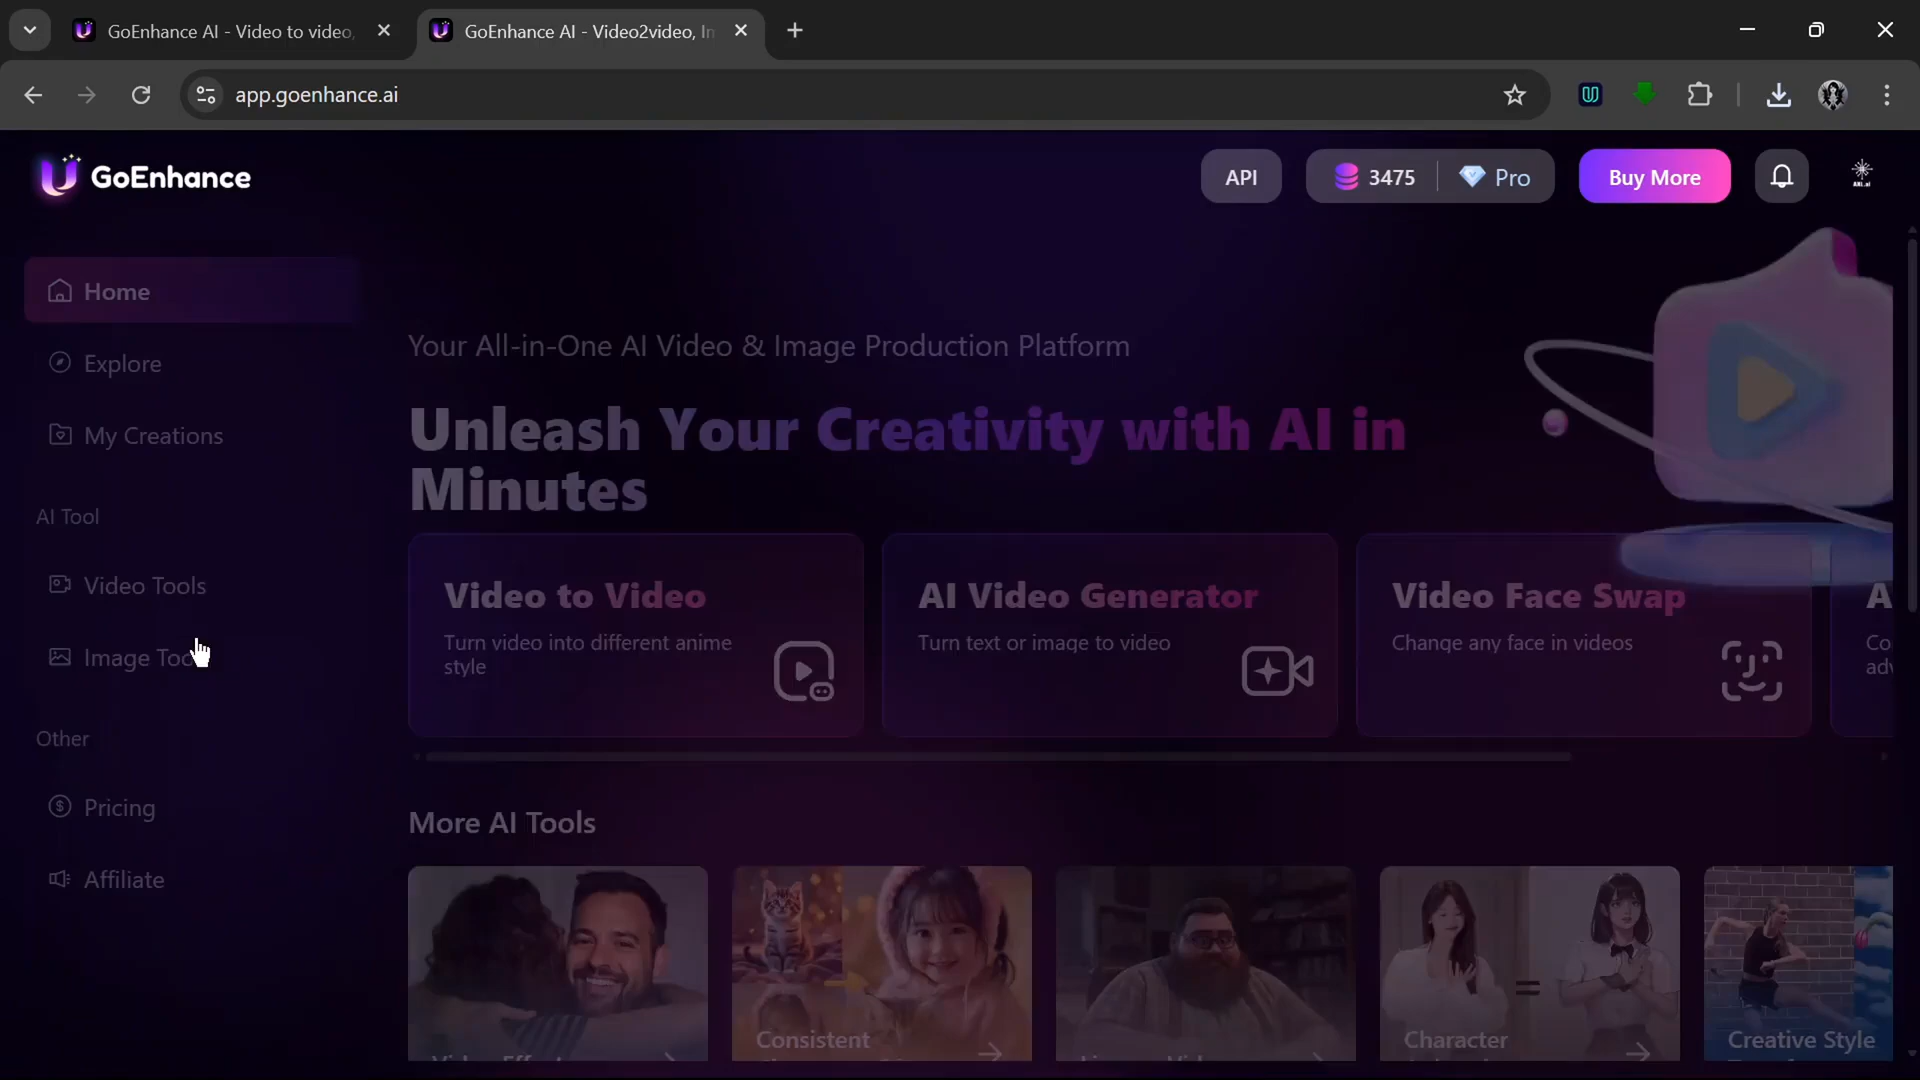 GoEnhance AI - Video to video,
GoEnhance AI - Video2video, In
app.goenhance.ai
GoEnhance
API
3475
Pro
Buy More
Home
Explore
My Creations
AI Tool
Video Tools
Image Too
Other
Pricing
Affiliate
Your All-in-One AI Video & Image Production Platform
Unleash Your Creativity with AI in
Minutes
Video to Video
Turn video into different anime
style
AI Video Generator
Turn text or image to video
Video Face Swap
Change any face in videos
A
Co
adv
More AI Tools
Consistent
Character
Creative Style